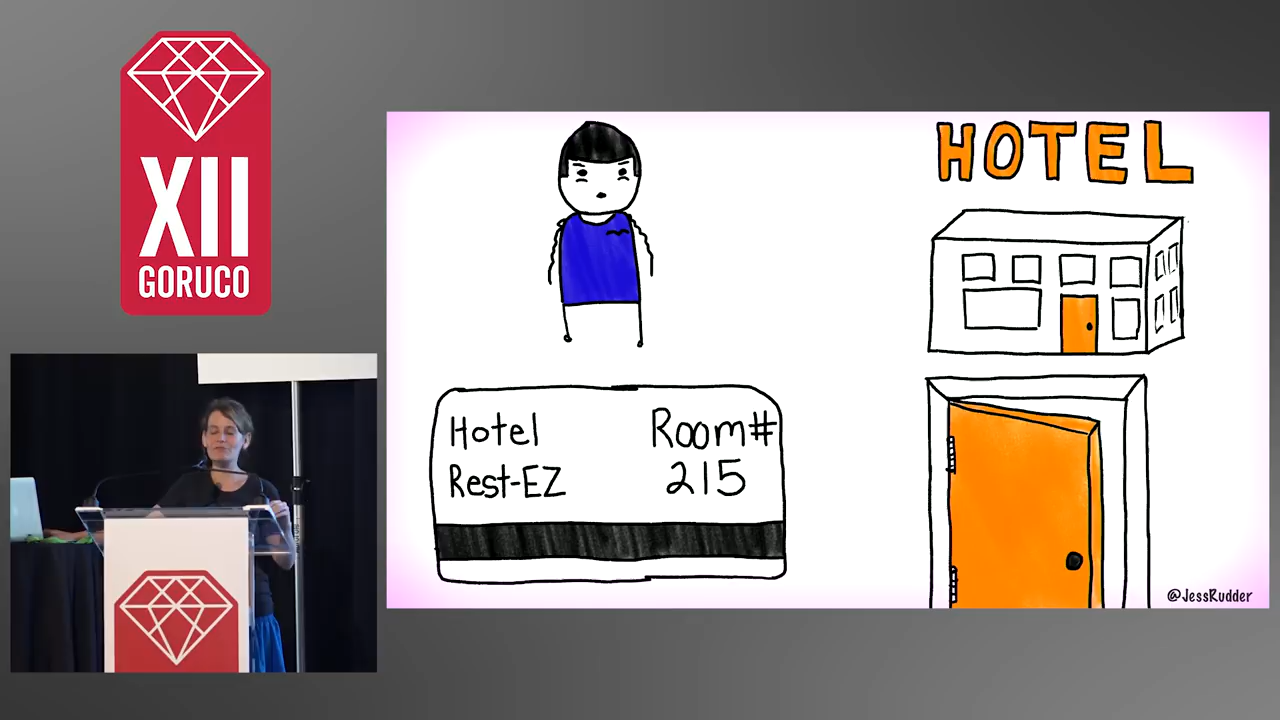 XII
GORUCO
HOTEL
Hotel Room#
Rest-EZ 215
@JessRudder